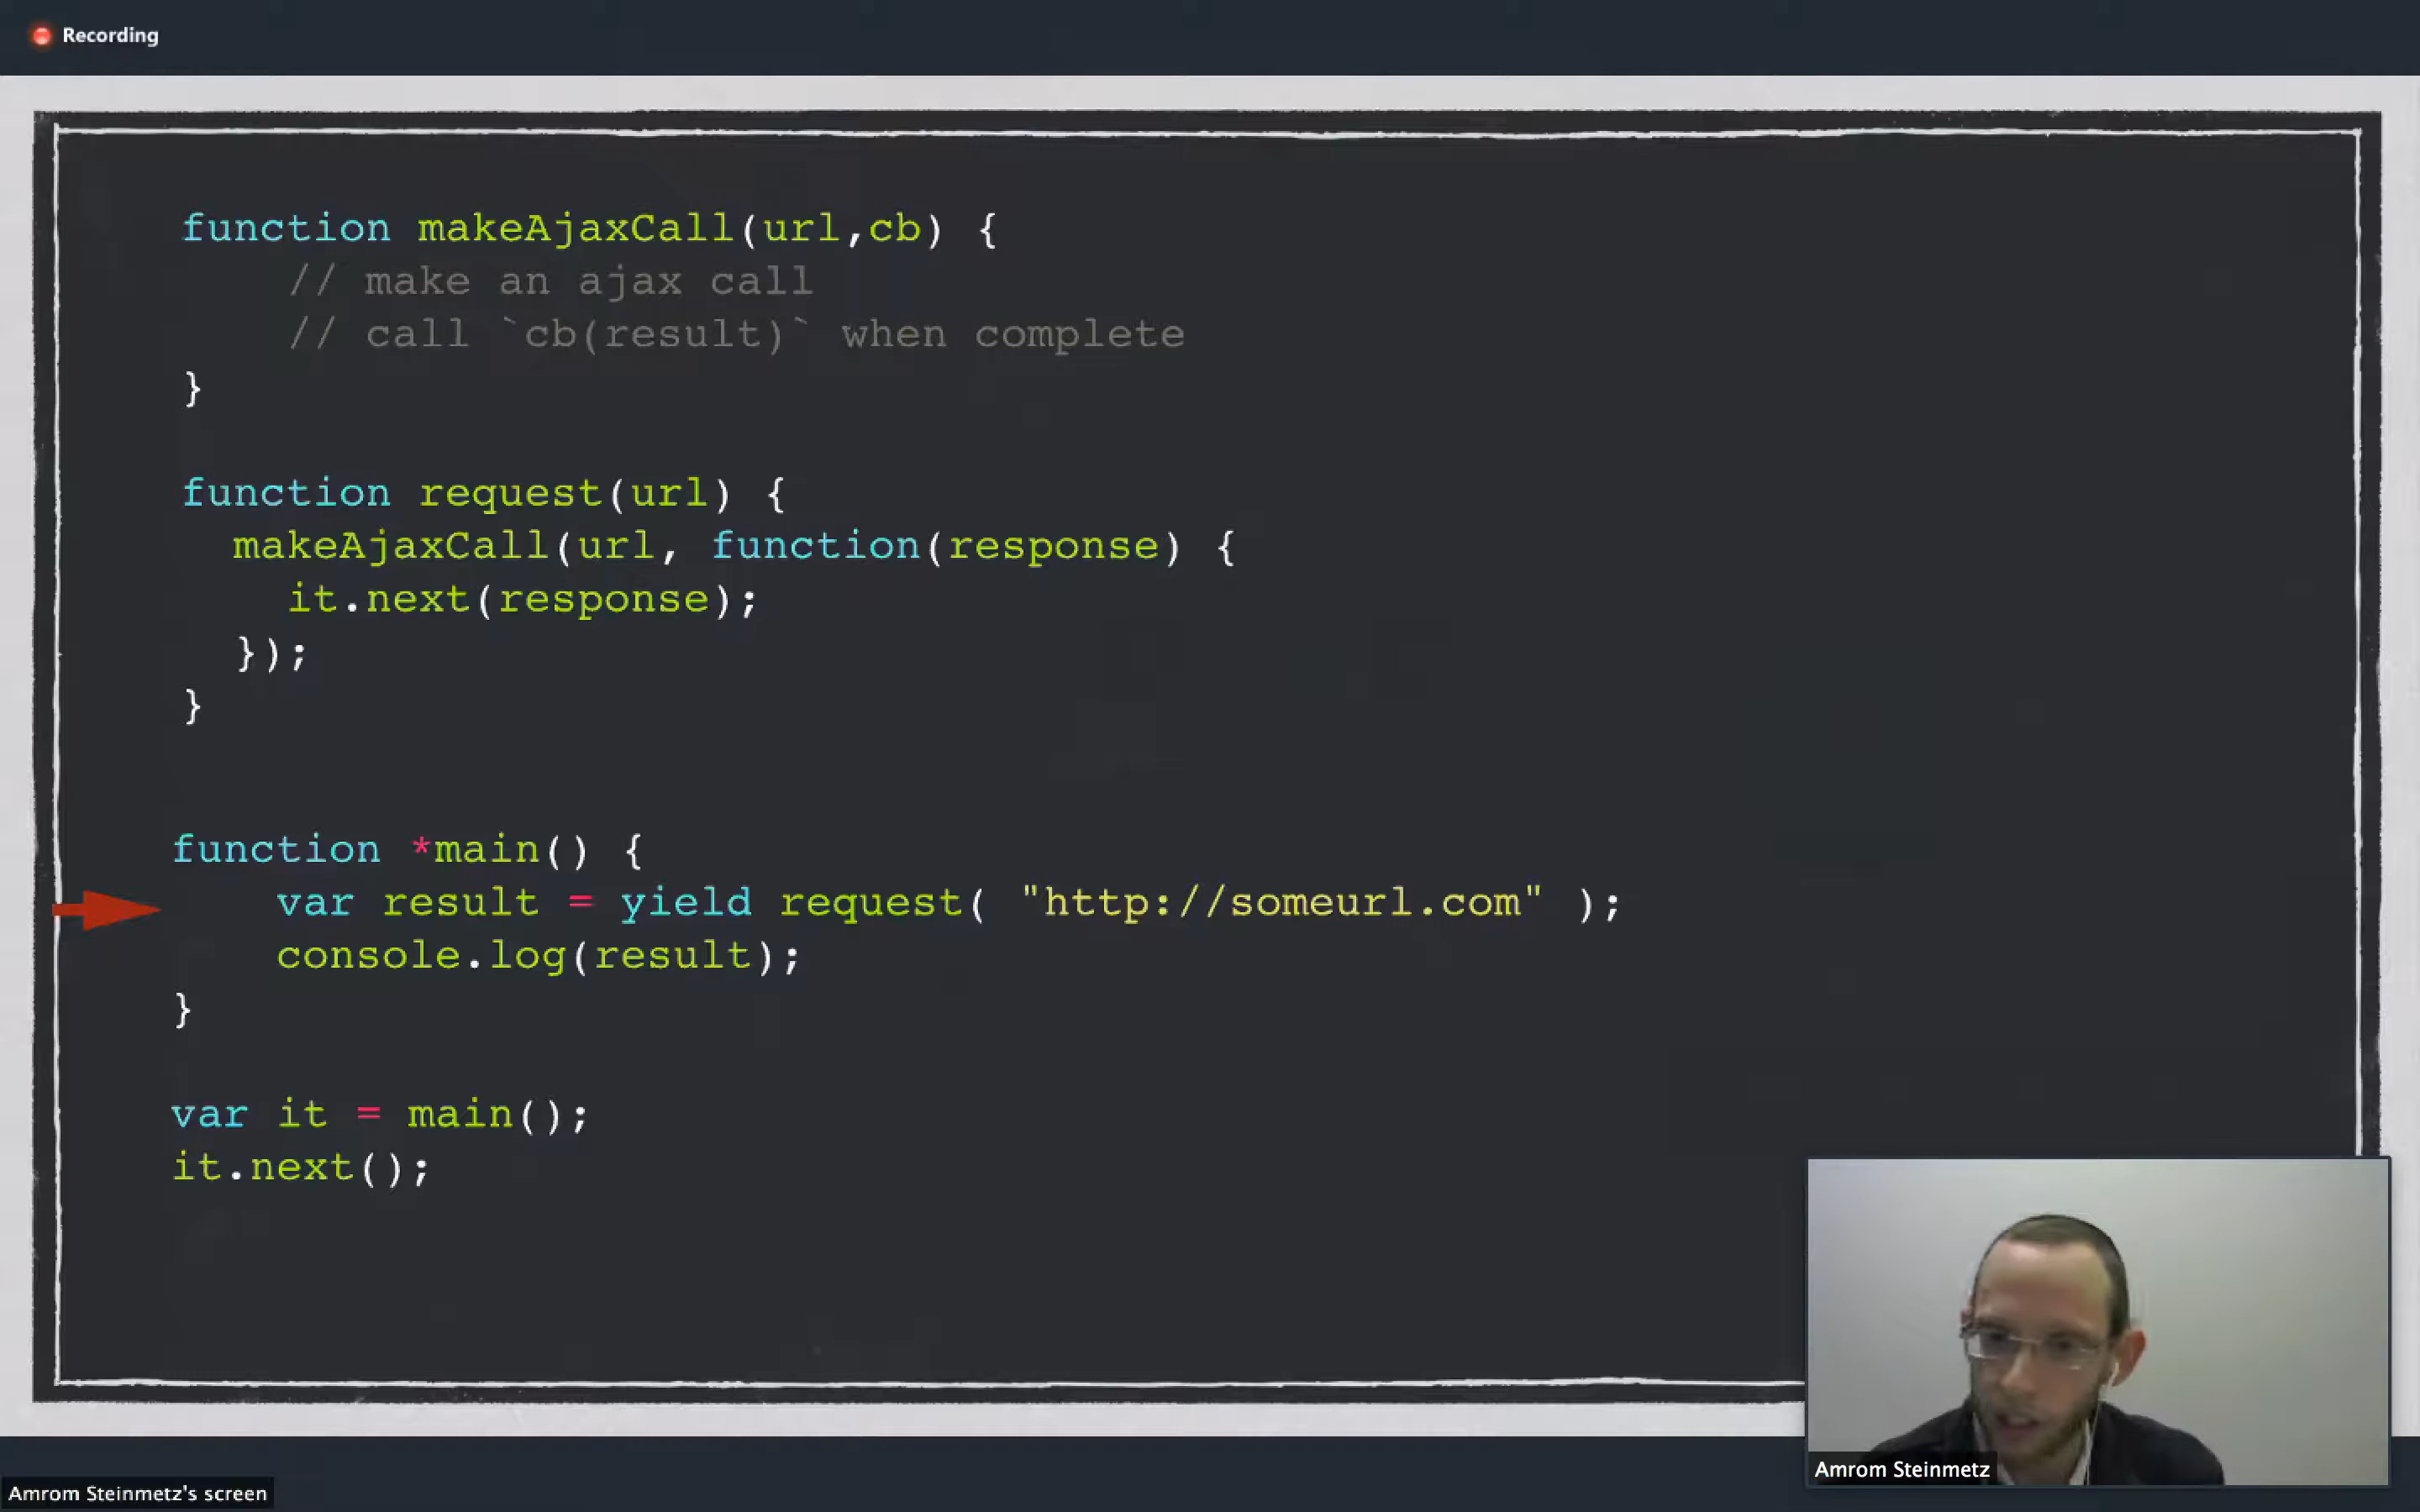 Recording
function makeAjaxCall(url,cb) {
    // make an ajax call
    // call `cb(result)` when complete
}
function request(url) {
  makeAjaxCall(url, function(response) {
    it.next(response);
  });
}
function *main() {
    var result = yield request( "http://someurl.com" );
    console.log(result);
}
var it = main();
it.next();
Amrom Steinmetz
Amrom Steinmetz's screen